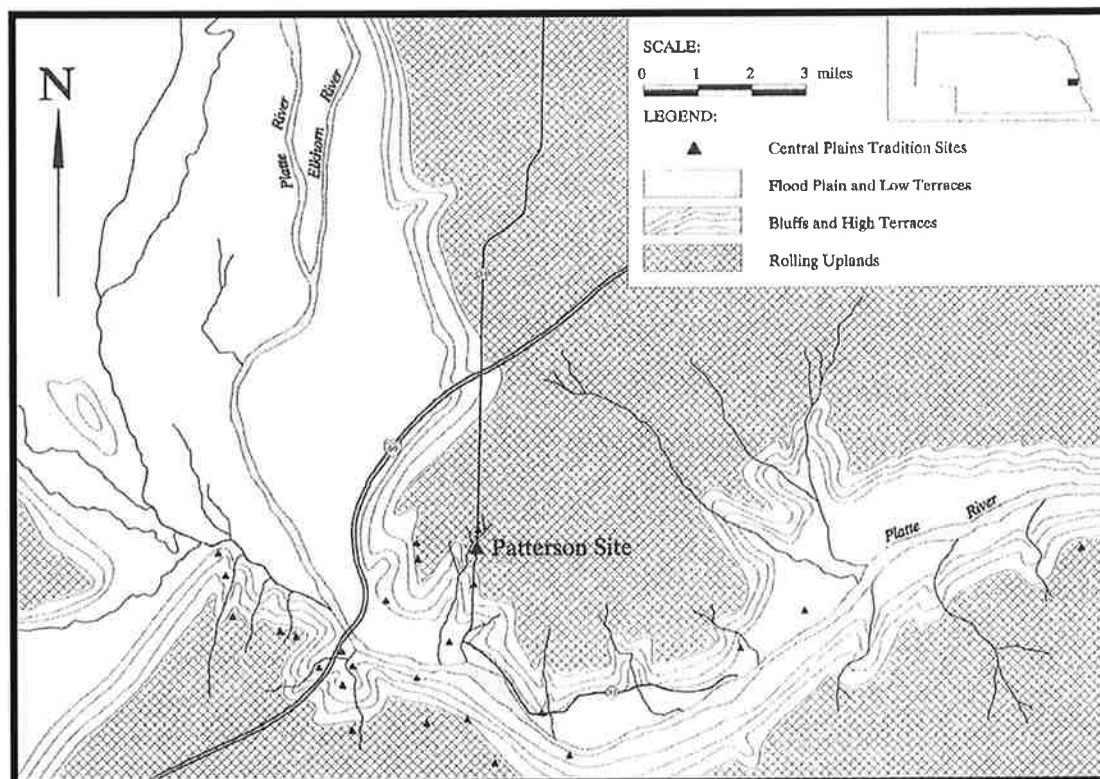 N
Platte River
Elkhorn River
SCALE:
0 1 2 3 miles
LEGEND:
Central Plains Tradition Sites
Flood Plain and Low Terraces
Bluffs and High Terraces
Rolling Uplands
Patterson Site
Platte River